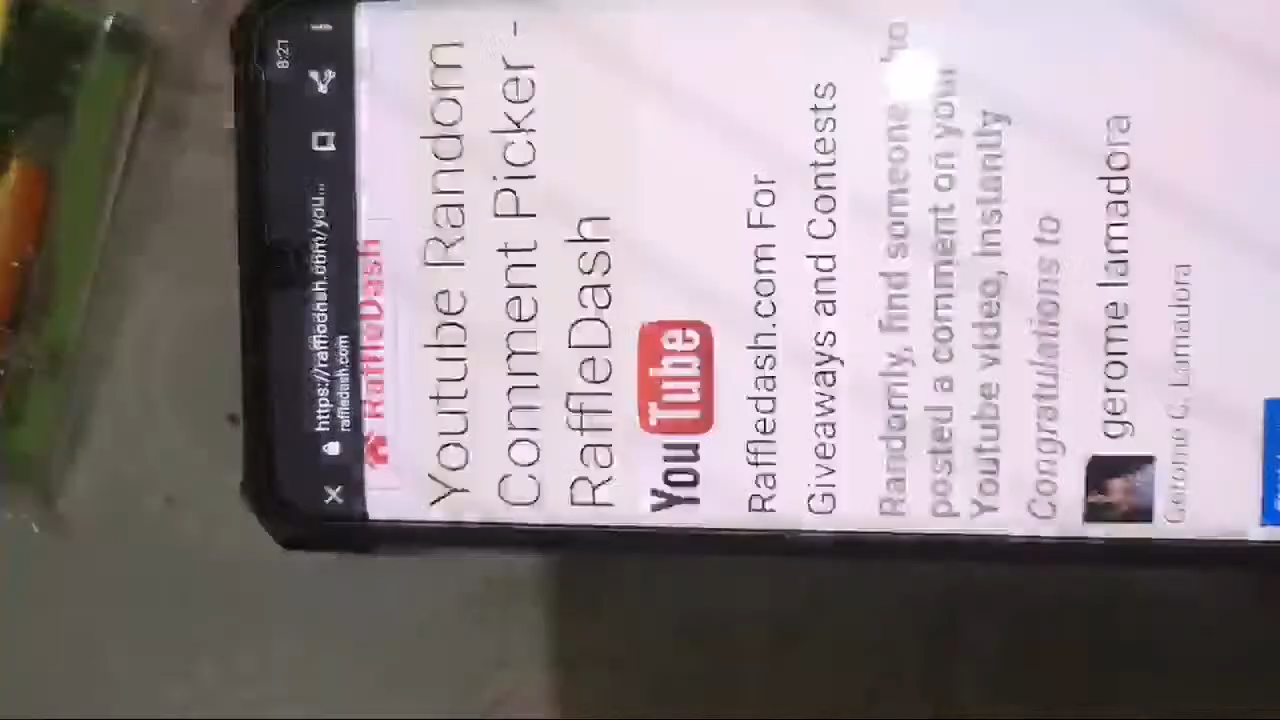 8:21
https://raffledash.com/you...
raffledash.com
RaffleDash
Youtube Random
Comment Picker -
RaffleDash
YouTube
Raffledash.com For
Giveaways and Contests
Randomly, find someone who
posted a comment on your
Youtube video, Instantly
Congratulations to
gerome lamadora
Gerome C. Lamadora